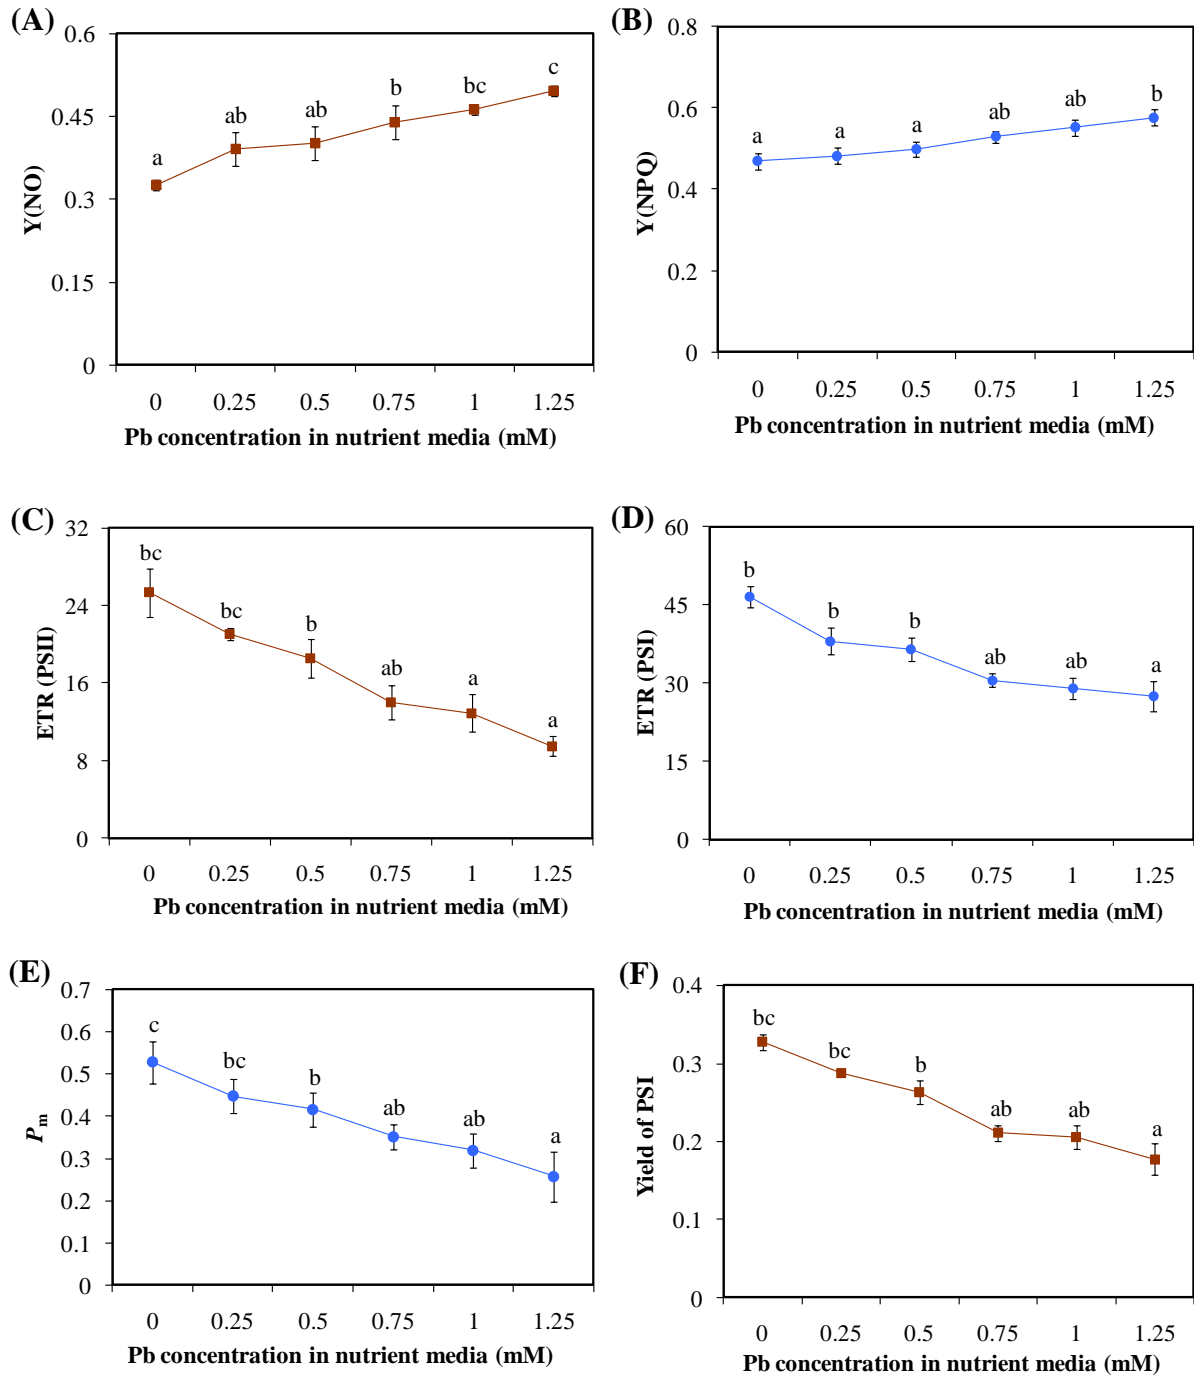 (A)
0.6
0.45
0.3
0.15
0
Y(NO)
a
ab
ab
b
bc
c
0 0.25 0.5 0.75 1 1.25
Pb concentration in nutrient media (mM)
(B)
0.8
0.6
0.4
0.2
0
Y(NPQ)
a
a
a
ab
ab
b
0 0.25 0.5 0.75 1 1.25
Pb concentration in nutrient media (mM)
(C)
32
24
16
8
0
ETR (PSII)
bc
bc
b
ab
a
a
0 0.25 0.5 0.75 1 1.25
Pb concentration in nutrient media (mM)
(D)
60
45
30
15
0
ETR (PSI)
b
b
b
ab
ab
a
0 0.25 0.5 0.75 1 1.25
Pb concentration in nutrient media (mM)
(E)
0.7
0.6
0.5
0.4
0.3
0.2
0.1
0
Pm
c
bc
b
ab
ab
a
0 0.25 0.5 0.75 1 1.25
Pb concentration in nutrient media (mM)
(F)
0.4
0.3
0.2
0.1
0
Yield of PSI
bc
bc
b
ab
ab
a
0 0.25 0.5 0.75 1 1.25
Pb concentration in nutrient media (mM)